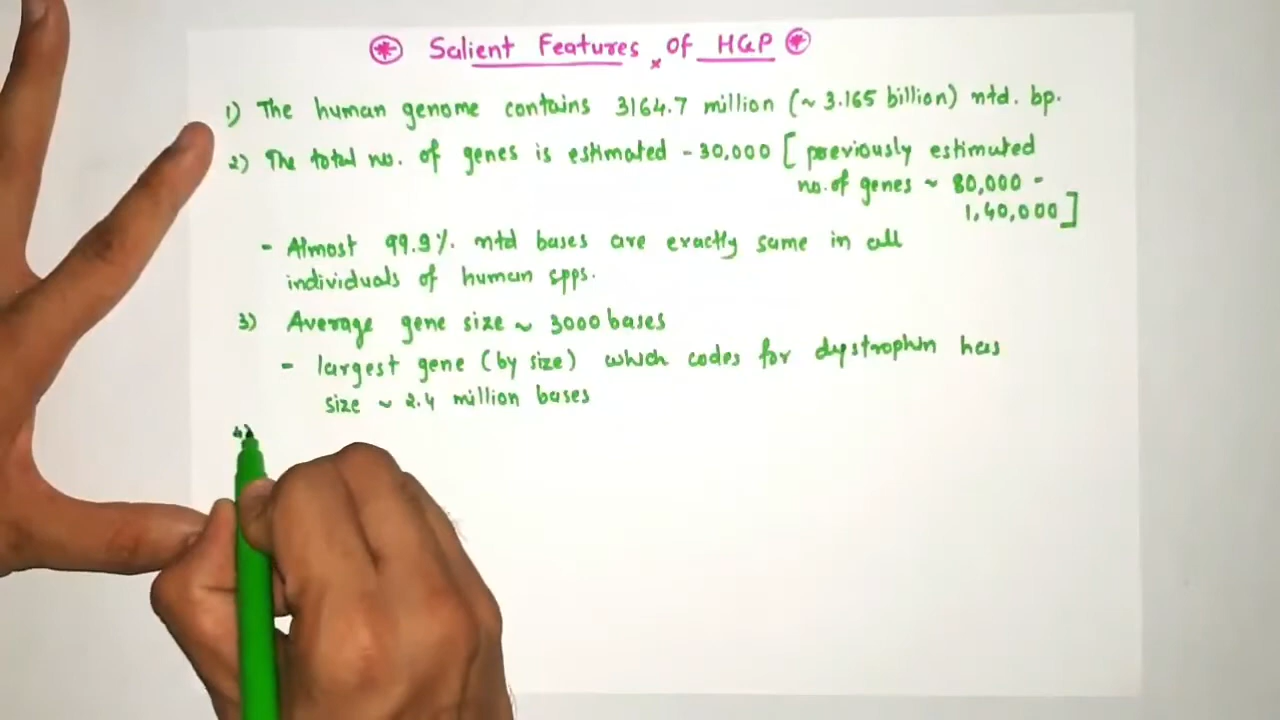 Salient Features of HGP
1) The human genome contains 3164.7 million (~ 3.165 billion) ntd. bp.
2) The total no. of genes is estimated - 30,000 [ previously estimated
no. of genes ~ 80,000 -
1,40,000 ]
- Almost 99.9% ntd bases are exactly same in all
individuals of human spps.
3) Average gene size ~ 3000 bases
- largest gene (by size) which codes for dystrophin has
size ~ 2.4 million bases
4)